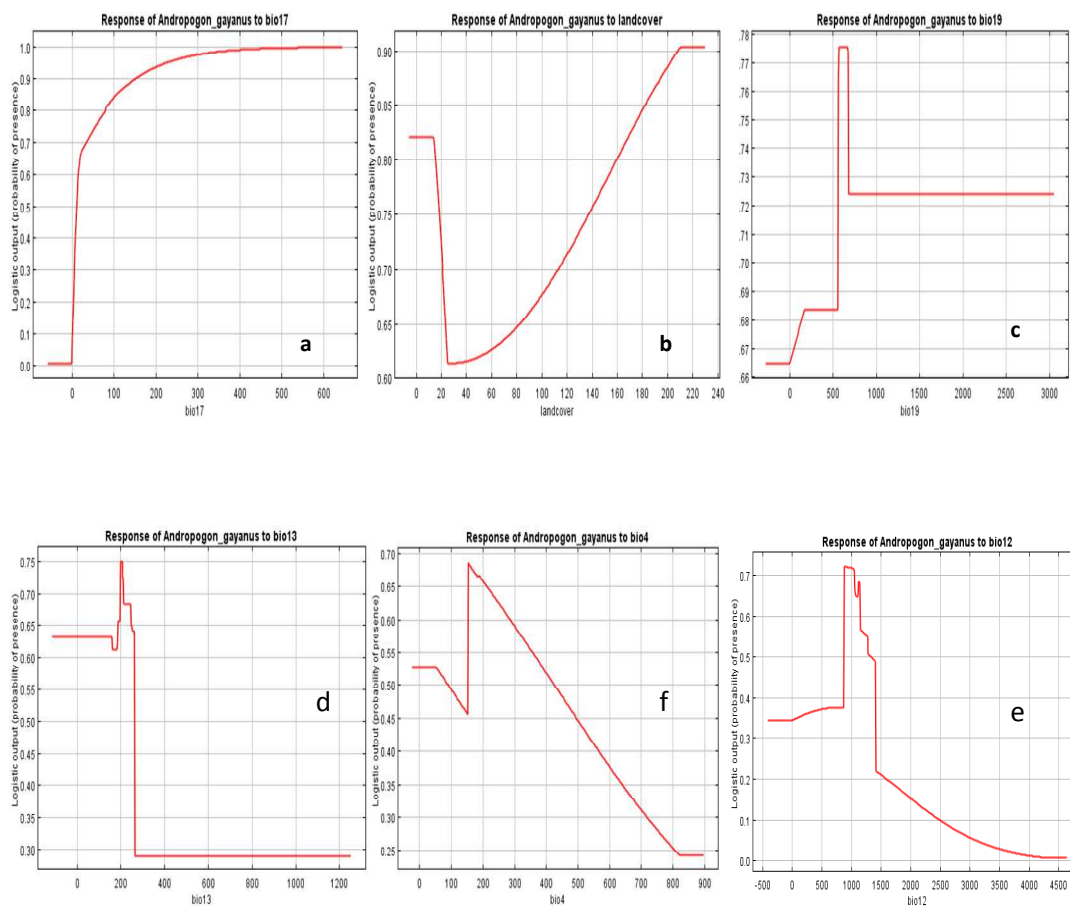 Response of Andropogon_gayanus to bio17
Logistic output (probability of presence)
1.0
0.9
0.8
0.7
0.6
0.5
0.4
0.3
0.2
0.1
0.0
a
0 100 200 300 400 500 600
bio17
Response of Andropogon_gayanus to landcover
Logistic output (probability of presence)
0.90
0.85
0.80
0.75
0.70
0.65
0.60
b
0 20 40 60 80 100 120 140 160 180 200 220 240
landcover
Response of Andropogon_gayanus to bio19
Logistic output (probability of presence)
.78
.77
.76
.75
.74
.73
.72
.71
.70
.69
.68
.67
.66
c
0 500 1000 1500 2000 2500 3000
bio19
Response of Andropogon_gayanus to bio13
Logistic output (probability of presence)
0.75
0.70
0.65
0.60
0.55
0.50
0.45
0.40
0.35
0.30
d
0 200 400 600 800 1000 1200
bio13
Response of Andropogon_gayanus to bio4
Logistic output (probability of presence)
0.70
0.65
0.60
0.55
0.50
0.45
0.40
0.35
0.30
0.25
f
0 100 200 300 400 500 600 700 800 900
bio4
Response of Andropogon_gayanus to bio12
Logistic output (probability of presence)
0.7
0.6
0.5
0.4
0.3
0.2
0.1
0.0
e
-500 0 500 1000 1500 2000 2500 3000 3500 4000 4500
bio12